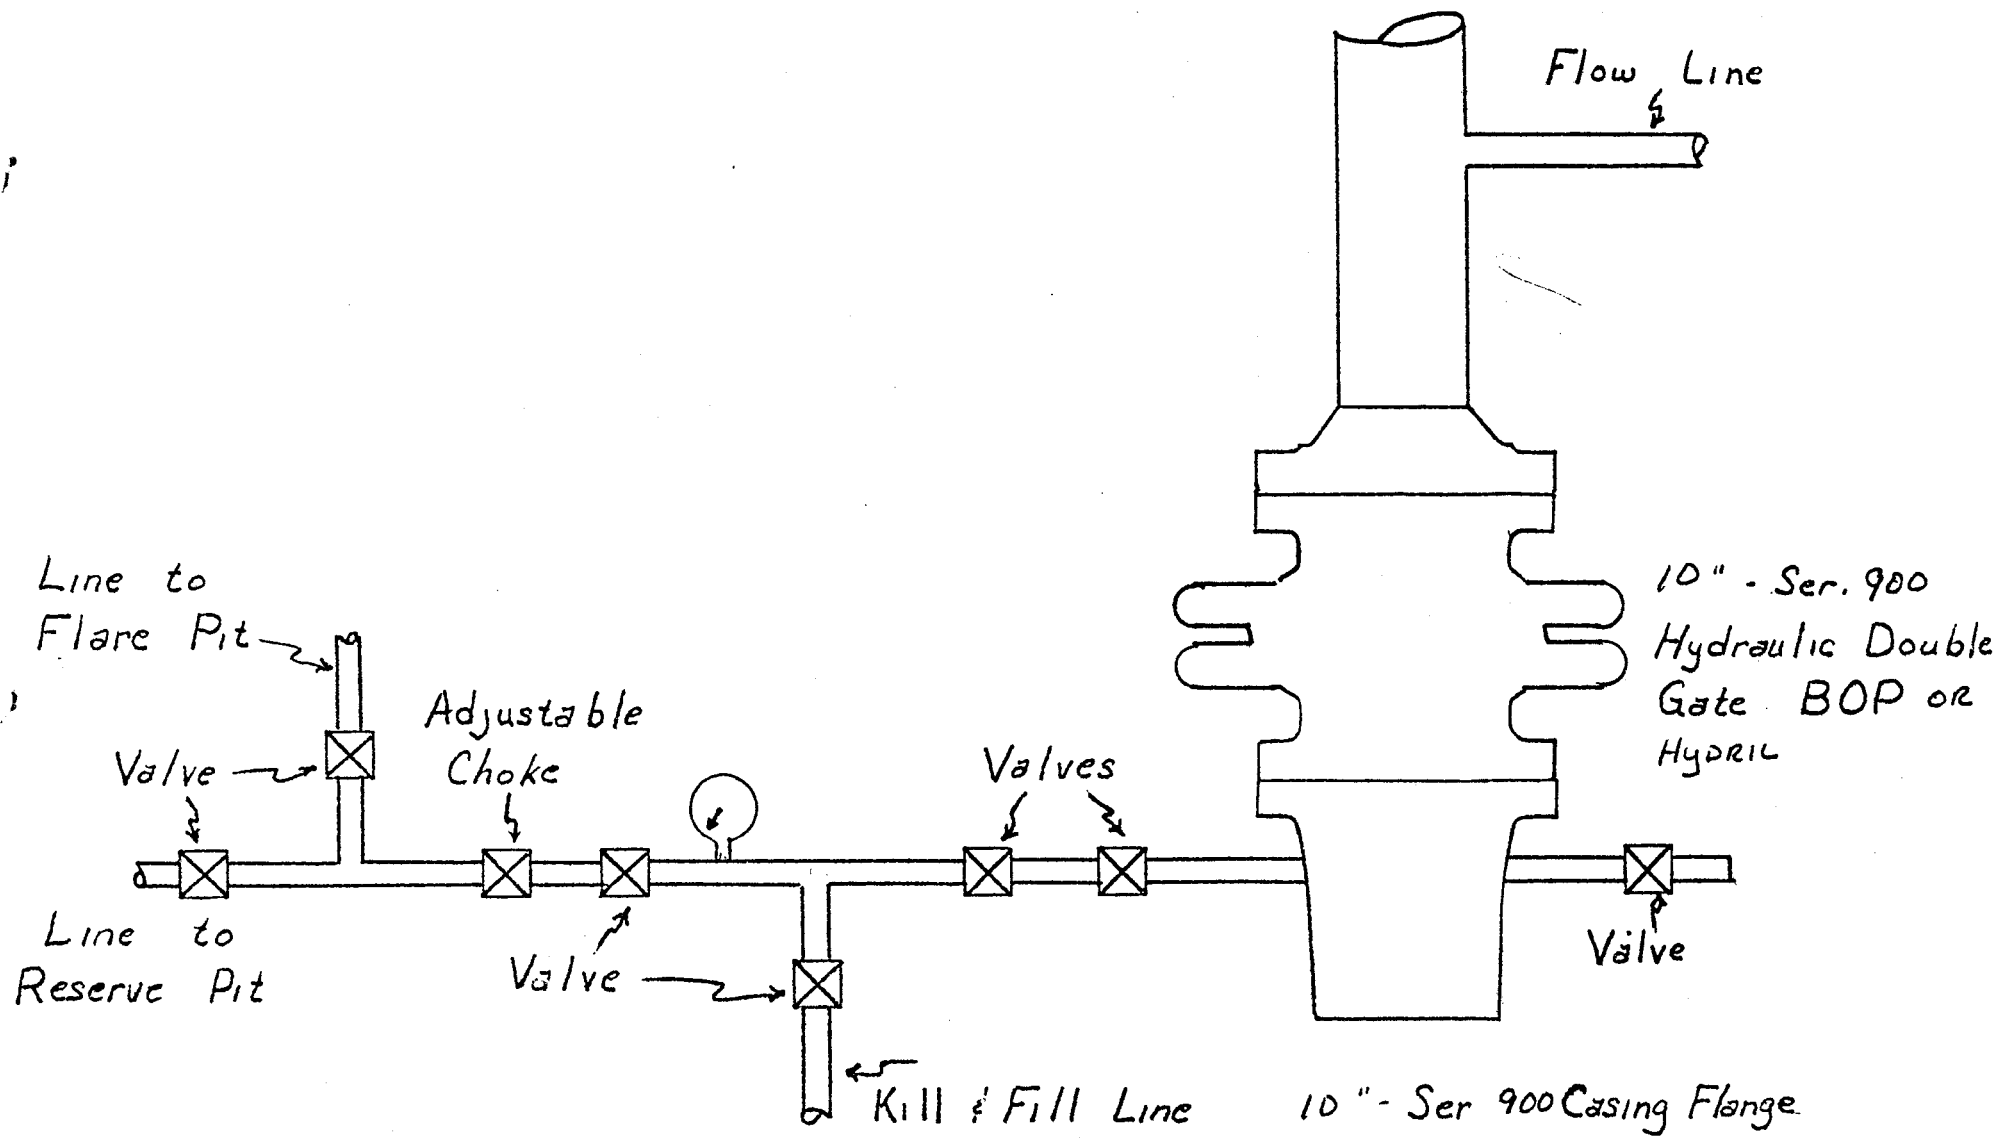 Flow Line
Line to
Flare Pit
10" - Ser. 900
Hydraulic Double
Gate BOP OR
HYDRIL
Adjustable
Choke
Valve
Valves
Line to
Reserve Pit
Valve
Valve
Kill & Fill Line
10" - Ser 900 Casing Flange